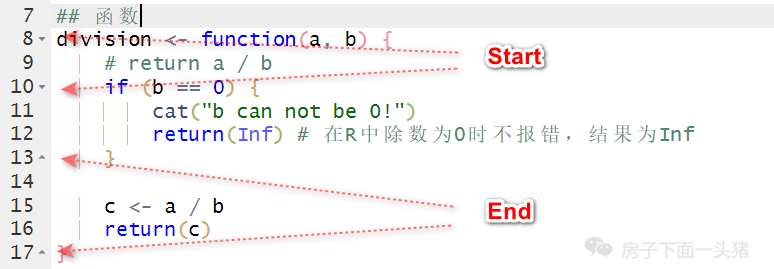 7 ## 函数
8 division <- function(a, b) {
9 # return a / b
10 if (b == 0) {
11 cat("b can not be 0!")
12 return(Inf) # 在R中除数为0时不报错，结果为Inf
13 }
14
15 c <- a / b
16 return(c)
17 }
Start
End
房子下面一头猪